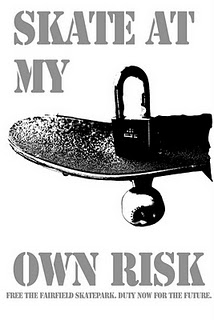 SKATE AT
MY
OWN RISK
FREE THE FAIRFIELD SKATEPARK. DUTY NOW FOR THE FUTURE.